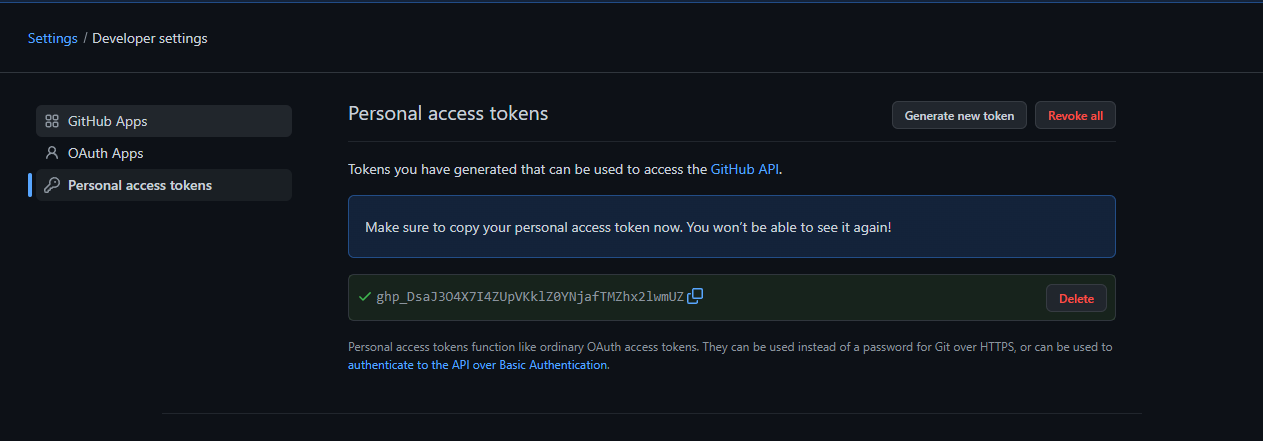 Settings / Developer settings
GitHub Apps
OAuth Apps
Personal access tokens
Personal access tokens
Generate new token
Revoke all
Tokens you have generated that can be used to access the GitHub API.
Make sure to copy your personal access token now. You won't be able to see it again!
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
Delete
Personal access tokens function like ordinary OAuth access tokens. They can be used instead of a password for Git over HTTPS, or can be used to
authenticate to the API over Basic Authentication.